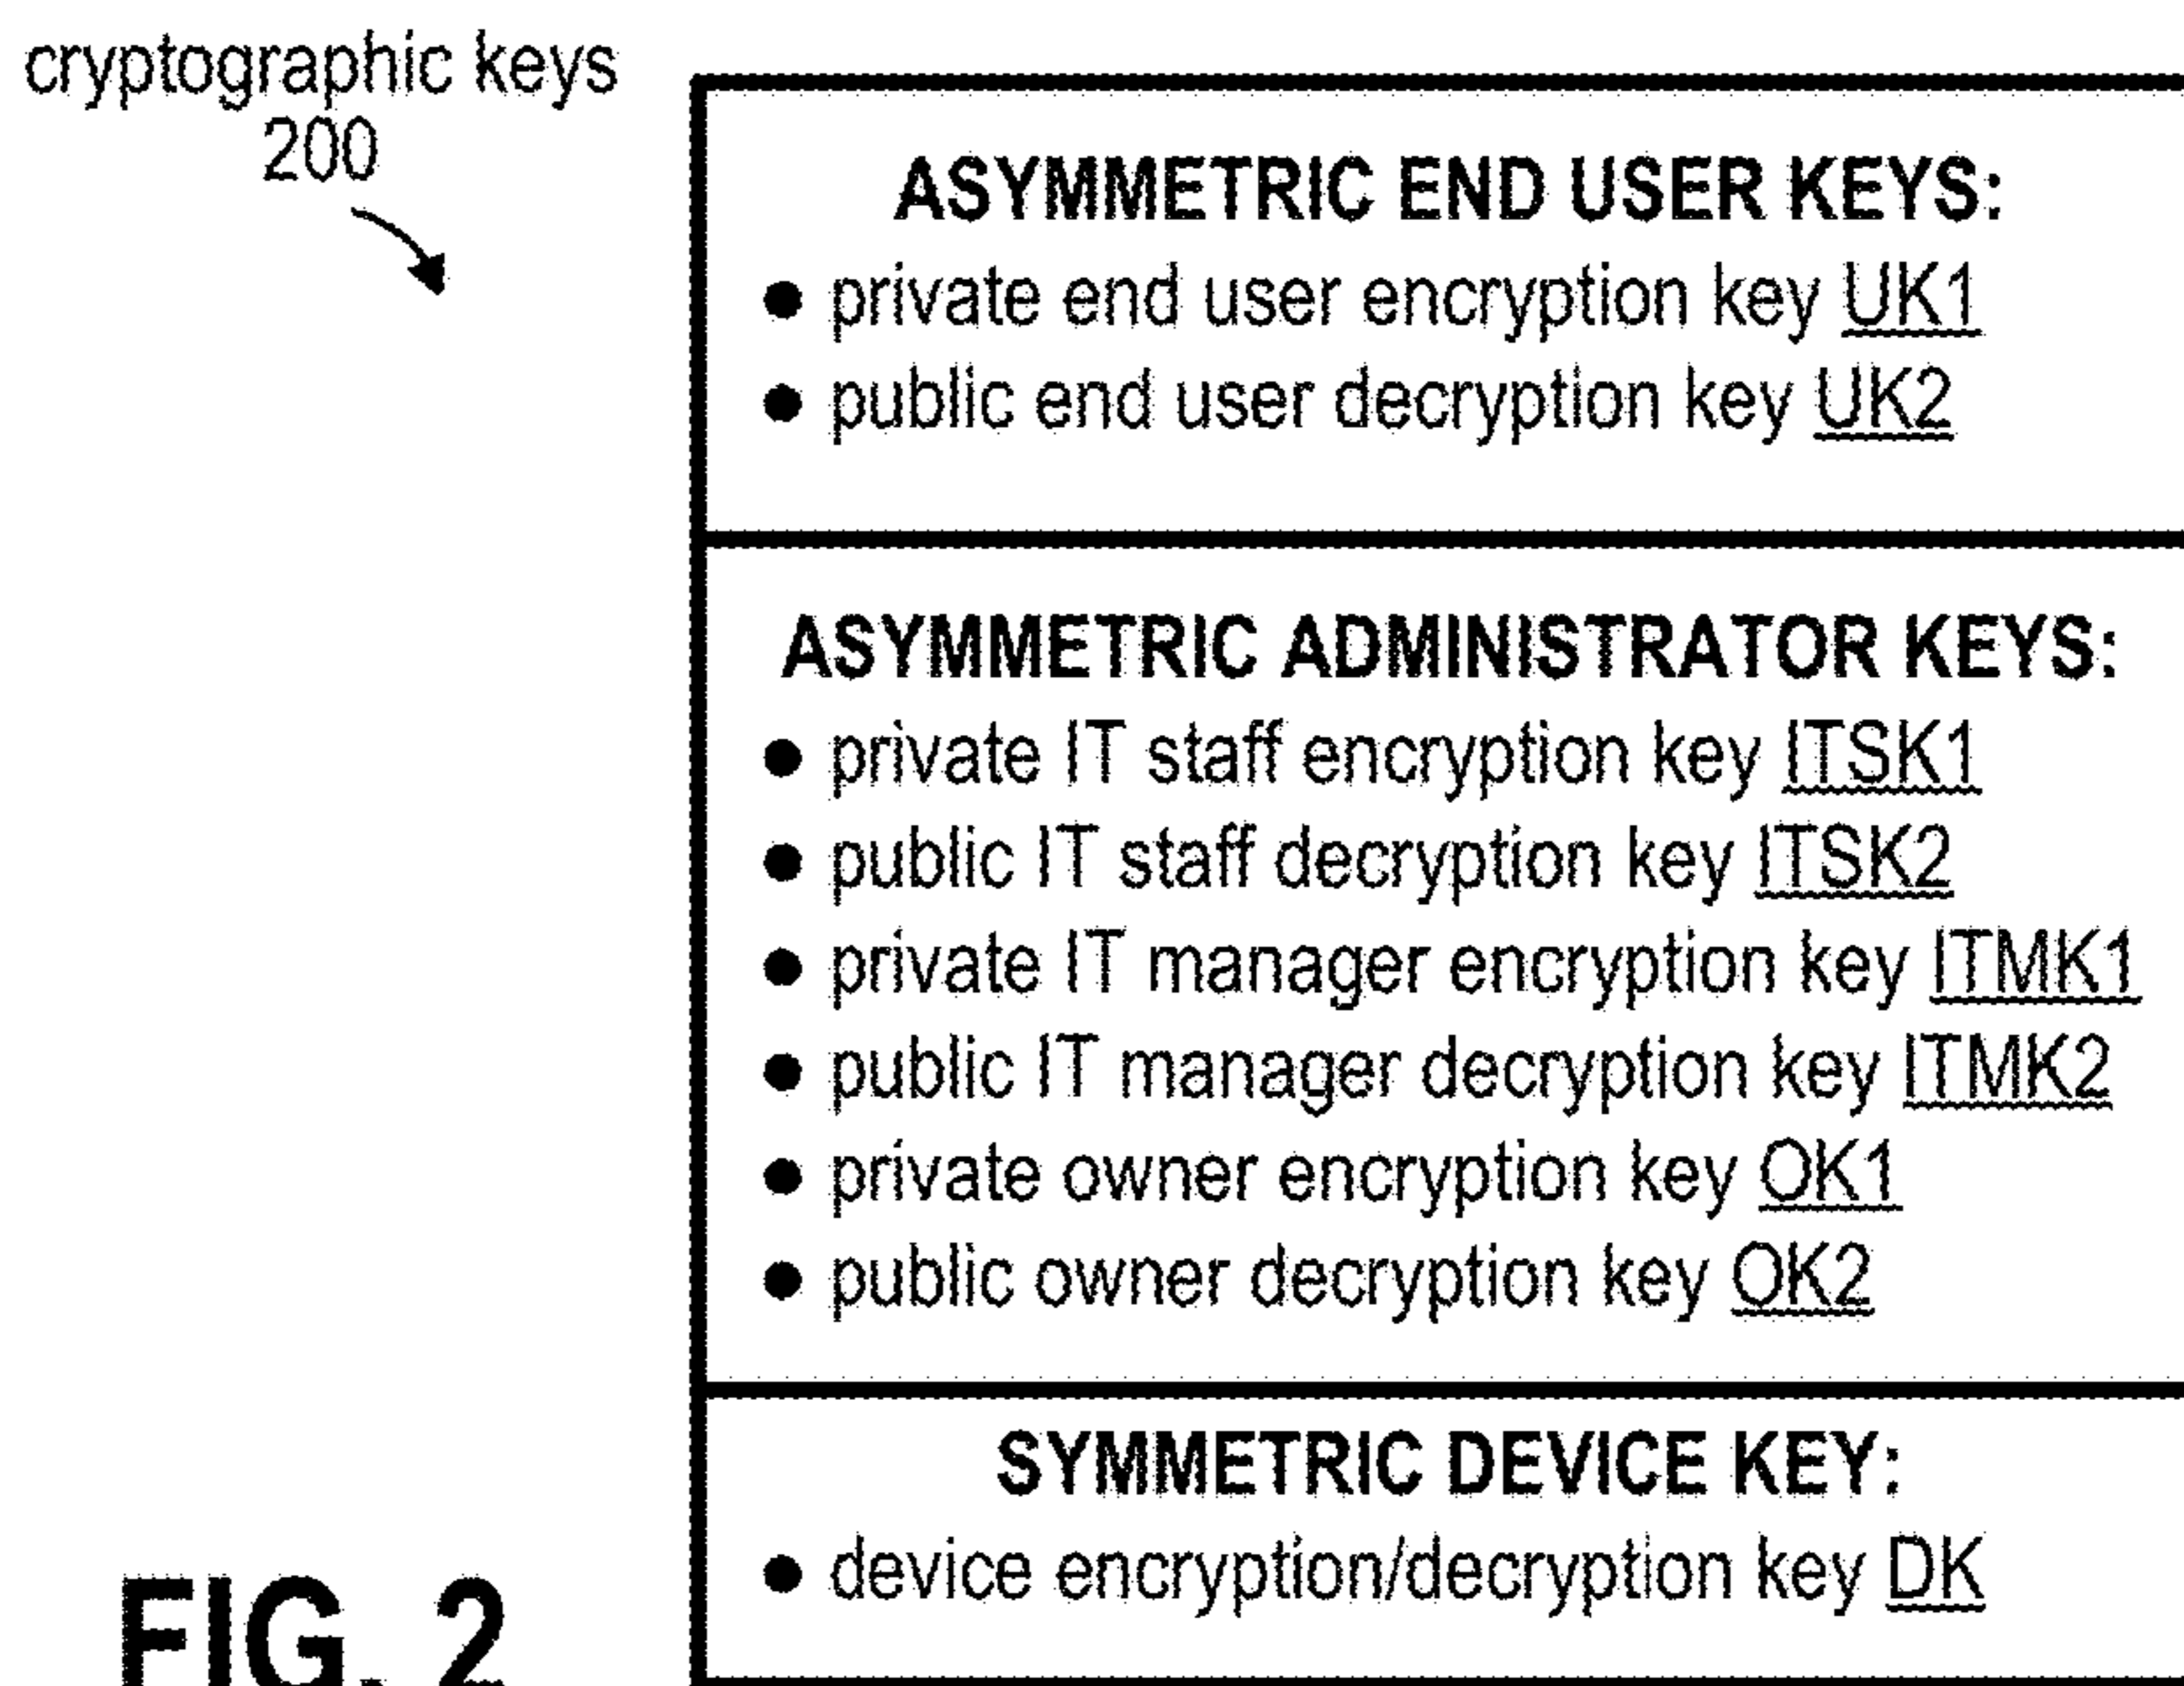 cryptographic keys
200
ASYMMETRIC END USER KEYS:
● private end user encryption key UK1
● public end user decryption key UK2
ASYMMETRIC ADMINISTRATOR KEYS:
● private IT staff encryption key ITSK1
● public IT staff decryption key ITSK2
● private IT manager encryption key ITMK1
● public IT manager decryption key ITMK2
● private owner encryption key OK1
● public owner decryption key OK2
SYMMETRIC DEVICE KEY:
● device encryption/decryption key DK
FIG. 2